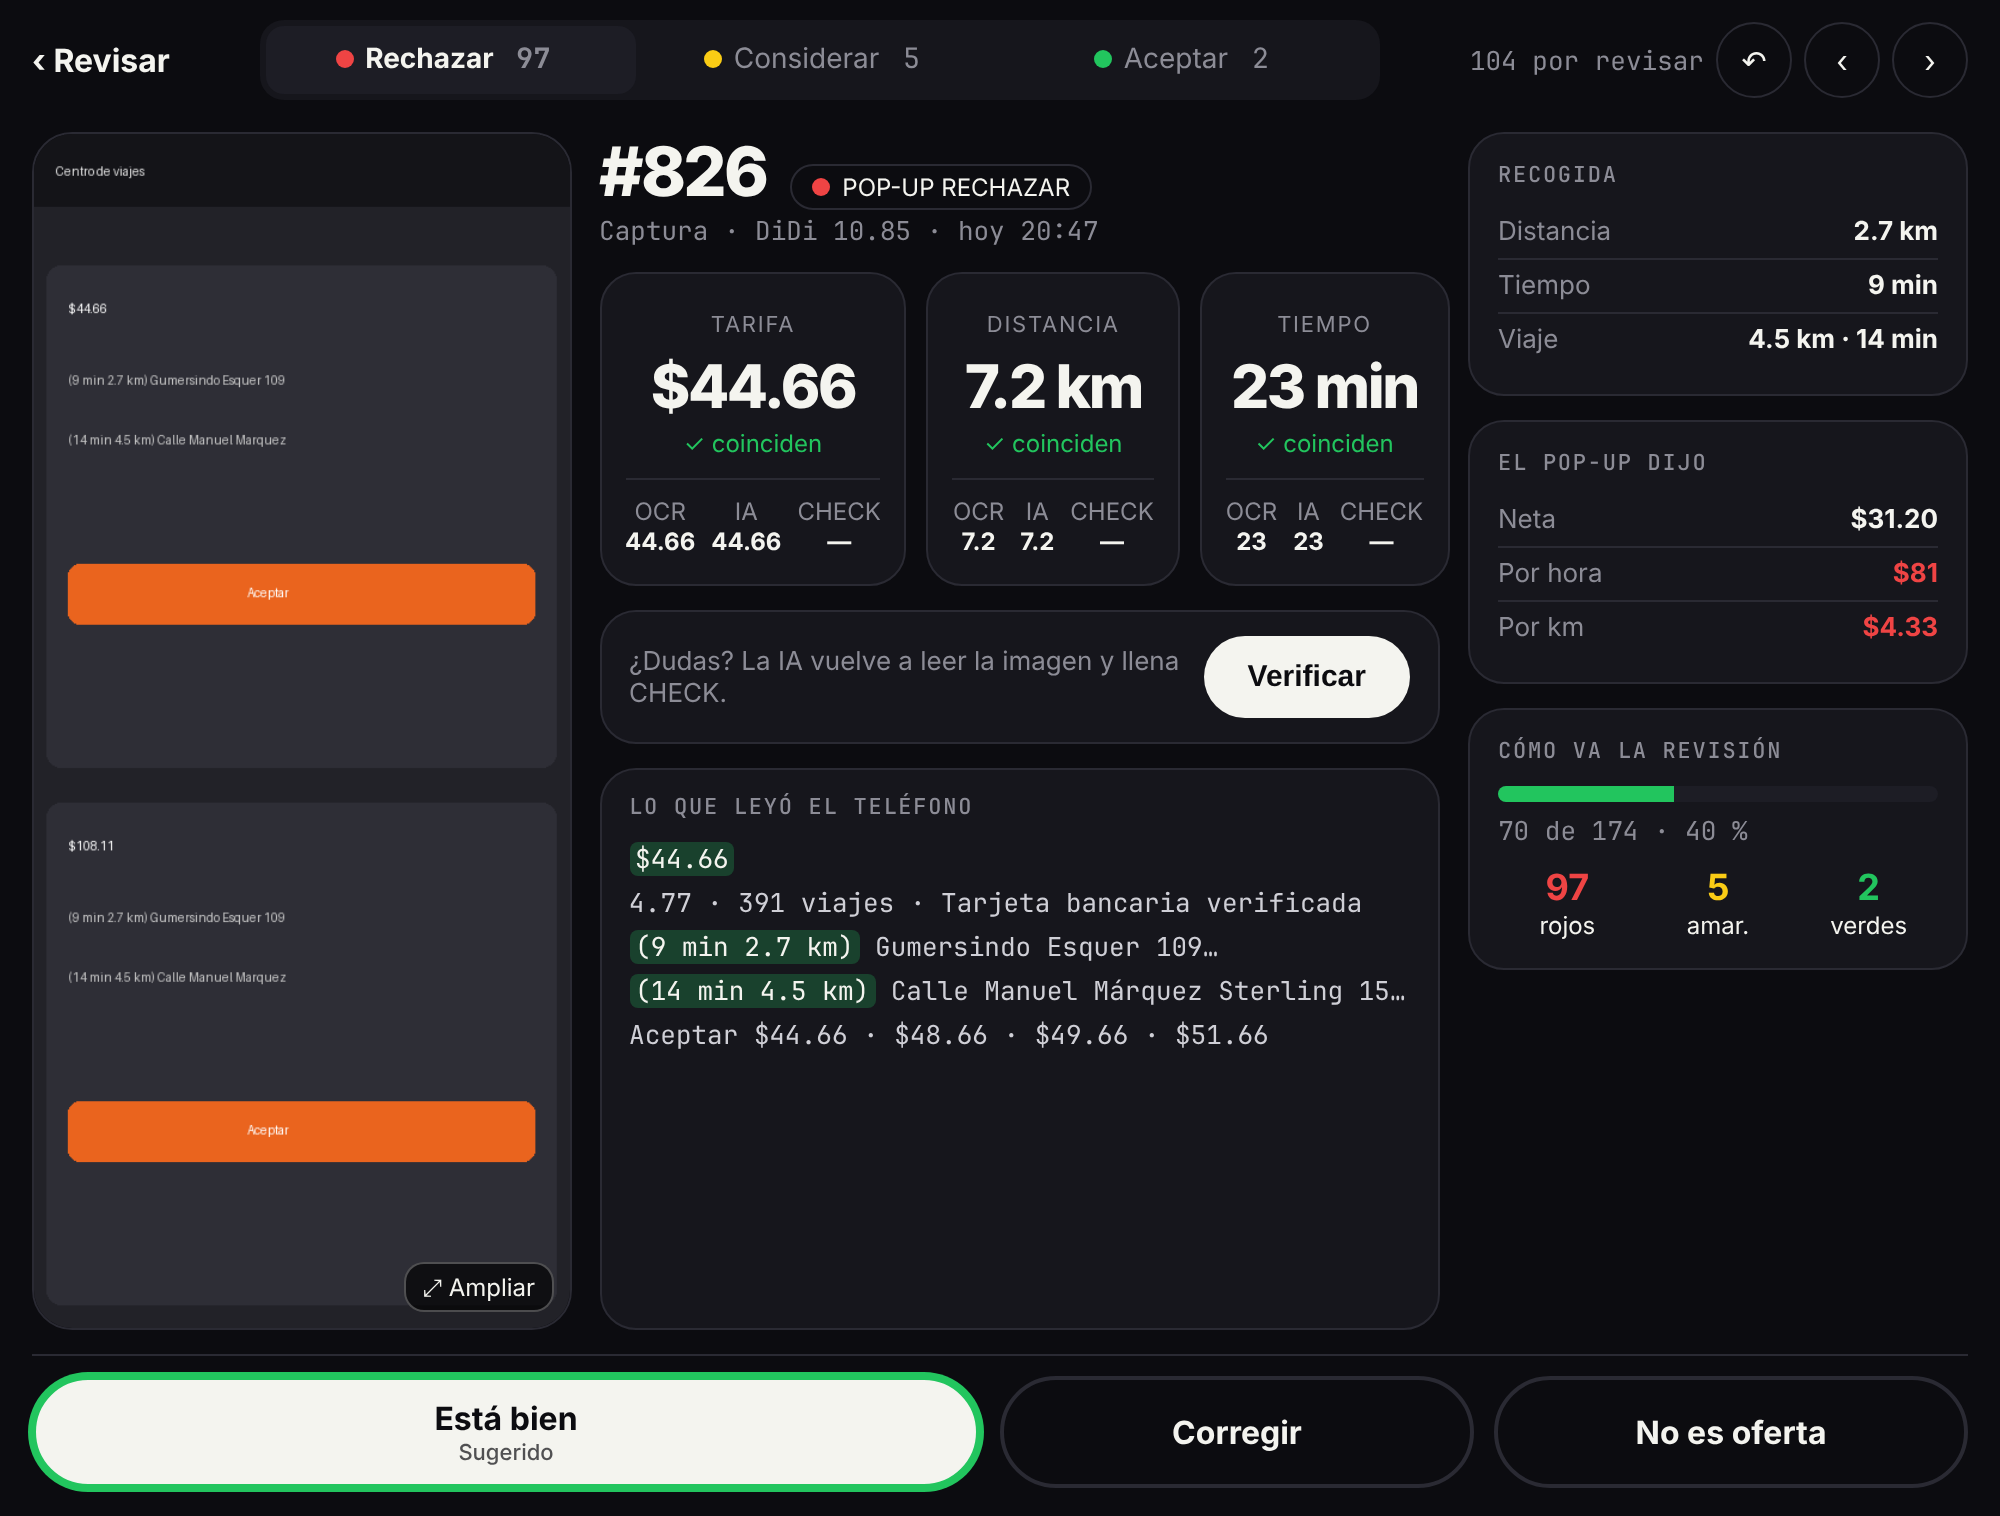 ‹ Revisar
Rechazar 97
Considerar 5
Aceptar 2
104 por revisar
↶ ‹ ›
Centro de viajes
$44.66
(9 min 2.7 km) Gumersindo Esquer 109
(14 min 4.5 km) Calle Manuel Marquez
Aceptar
$108.11
(9 min 2.7 km) Gumersindo Esquer 109
(14 min 4.5 km) Calle Manuel Marquez
Aceptar
⤢ Ampliar
#826
POP-UP RECHAZAR
Captura · DiDi 10.85 · hoy 20:47
TARIFA
$44.66
✓ coinciden
OCR IA CHECK
44.66 44.66 —
DISTANCIA
7.2 km
✓ coinciden
OCR IA CHECK
7.2 7.2 —
TIEMPO
23 min
✓ coinciden
OCR IA CHECK
23 23 —
¿Dudas? La IA vuelve a leer la imagen y llena
CHECK.
Verificar
LO QUE LEYÓ EL TELÉFONO
$44.66
4.77 · 391 viajes · Tarjeta bancaria verificada
(9 min 2.7 km) Gumersindo Esquer 109…
(14 min 4.5 km) Calle Manuel Márquez Sterling 15…
Aceptar $44.66 · $48.66 · $49.66 · $51.66
RECOGIDA
Distancia 2.7 km
Tiempo 9 min
Viaje 4.5 km · 14 min
EL POP-UP DIJO
Neta $31.20
Por hora $81
Por km $4.33
CÓMO VA LA REVISIÓN
70 de 174 · 40 %
97 5 2
rojos amar. verdes
Está bien
Sugerido
Corregir
No es oferta